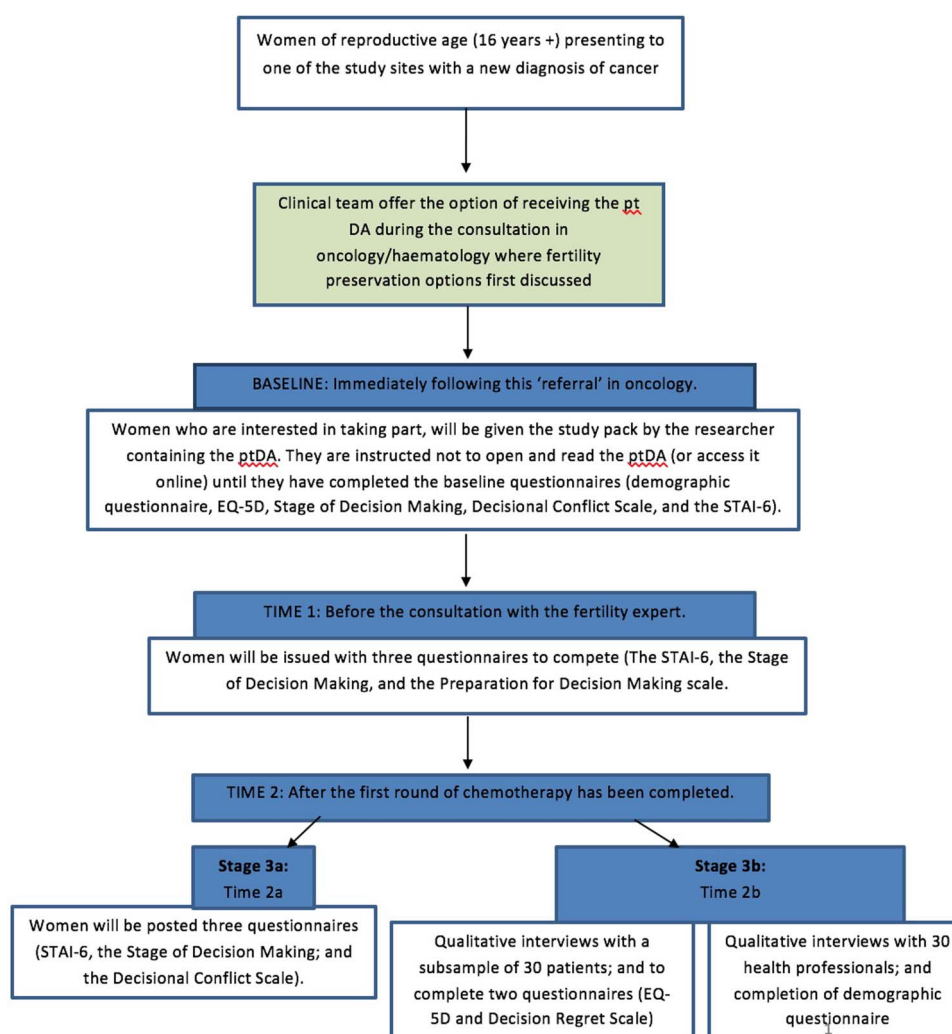 Women of reproductive age (16 years +) presenting to
one of the study sites with a new diagnosis of cancer
Clinical team offer the option of receiving the pt
DA during the consultation in
oncology/haematology where fertility
preservation options first discussed
BASELINE: Immediately following this ‘referral’ in oncology.
Women who are interested in taking part, will be given the study pack by the researcher
containing the ptDA. They are instructed not to open and read the ptDA (or access it
online) until they have completed the baseline questionnaires (demographic
questionnaire, EQ-5D, Stage of Decision Making, Decisional Conflict Scale, and the STAI-6).
TIME 1: Before the consultation with the fertility expert.
Women will be issued with three questionnaires to compete (The STAI-6, the Stage
of Decision Making, and the Preparation for Decision Making scale.
TIME 2: After the first round of chemotherapy has been completed.
Stage 3a:
Time 2a
Women will be posted three questionnaires
(STAI-6, the Stage of Decision Making; and
the Decisional Conflict Scale).
Stage 3b:
Time 2b
Qualitative interviews with a
subsample of 30 patients; and to
complete two questionnaires (EQ-
5D and Decision Regret Scale)
Qualitative interviews with 30
health professionals; and
completion of demographic
questionnaire